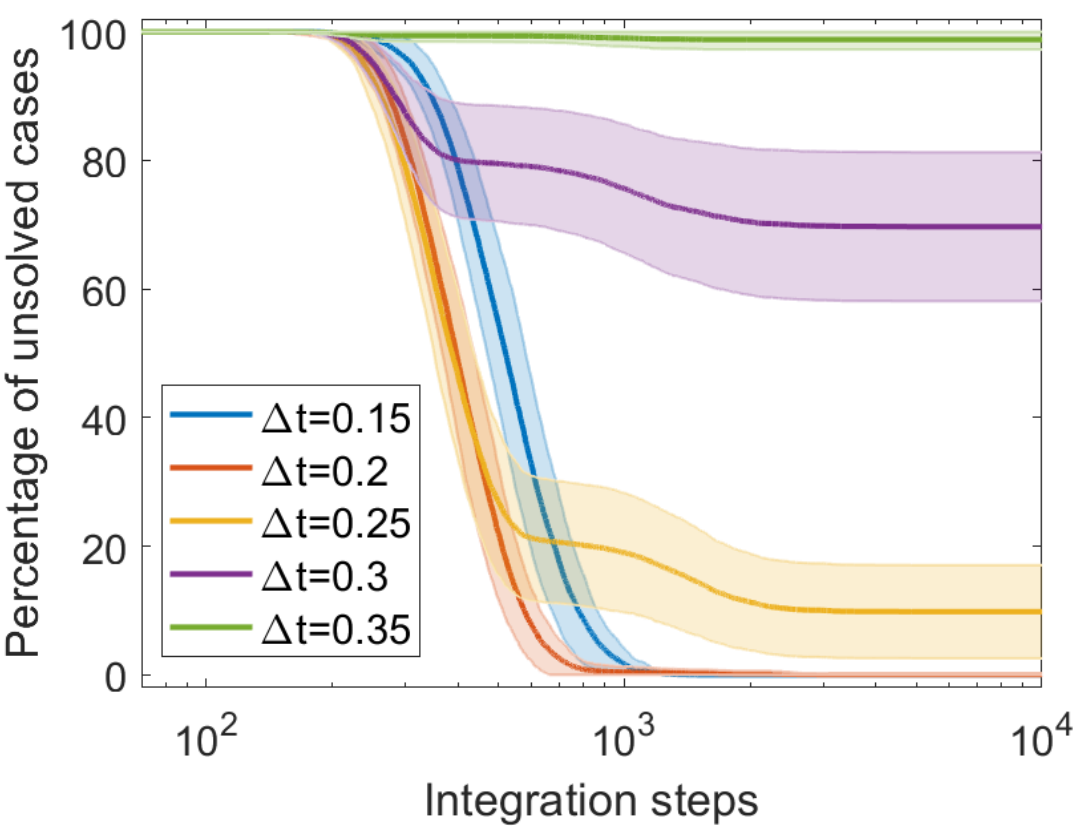 Percentage of unsolved cases
100
80
60
40
20
0
Δt=0.15
Δt=0.2
Δt=0.25
Δt=0.3
Δt=0.35
10² 10³ 10⁴
Integration steps